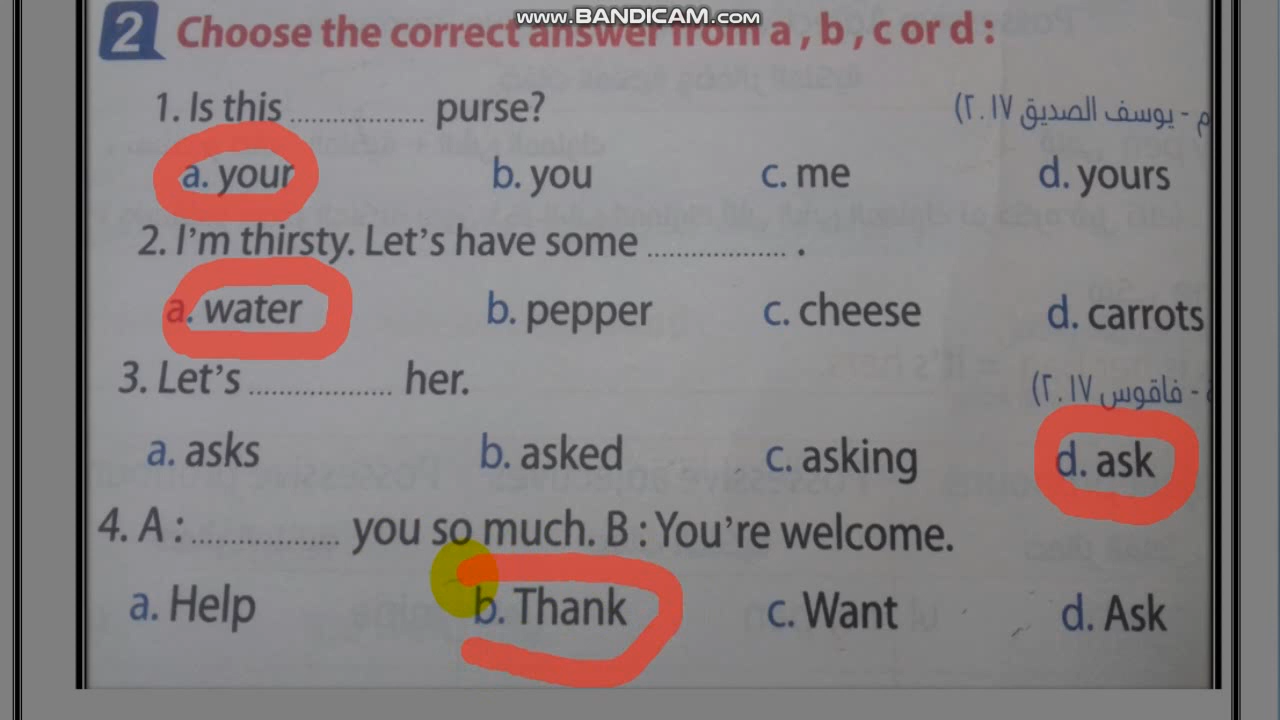 www.BANDICAM.com
2 Choose the correct answer from a , b , c or d :
1. Is this .................. purse? م - يوسف الصديق ٢٠١٧)
a. your b. you c. me d. yours
2. I'm thirsty. Let's have some ................... .
a. water b. pepper c. cheese d. carrots
3. Let's ................... her. - فاقوس ٢٠١٧)
a. asks b. asked c. asking d. ask
4. A : .................... you so much. B : You're welcome.
a. Help b. Thank c. Want d. Ask